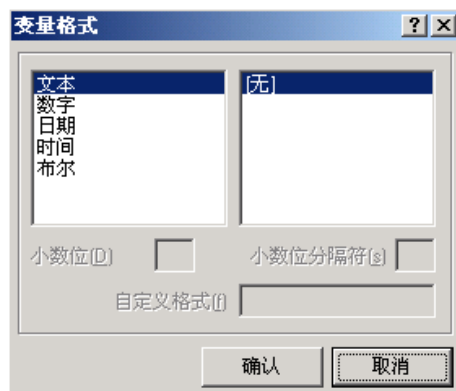 变量格式
文本 [无]
数字
日期
时间
布尔
小数位(D) 小数位分隔符(s)
自定义格式(f)
确认 取消